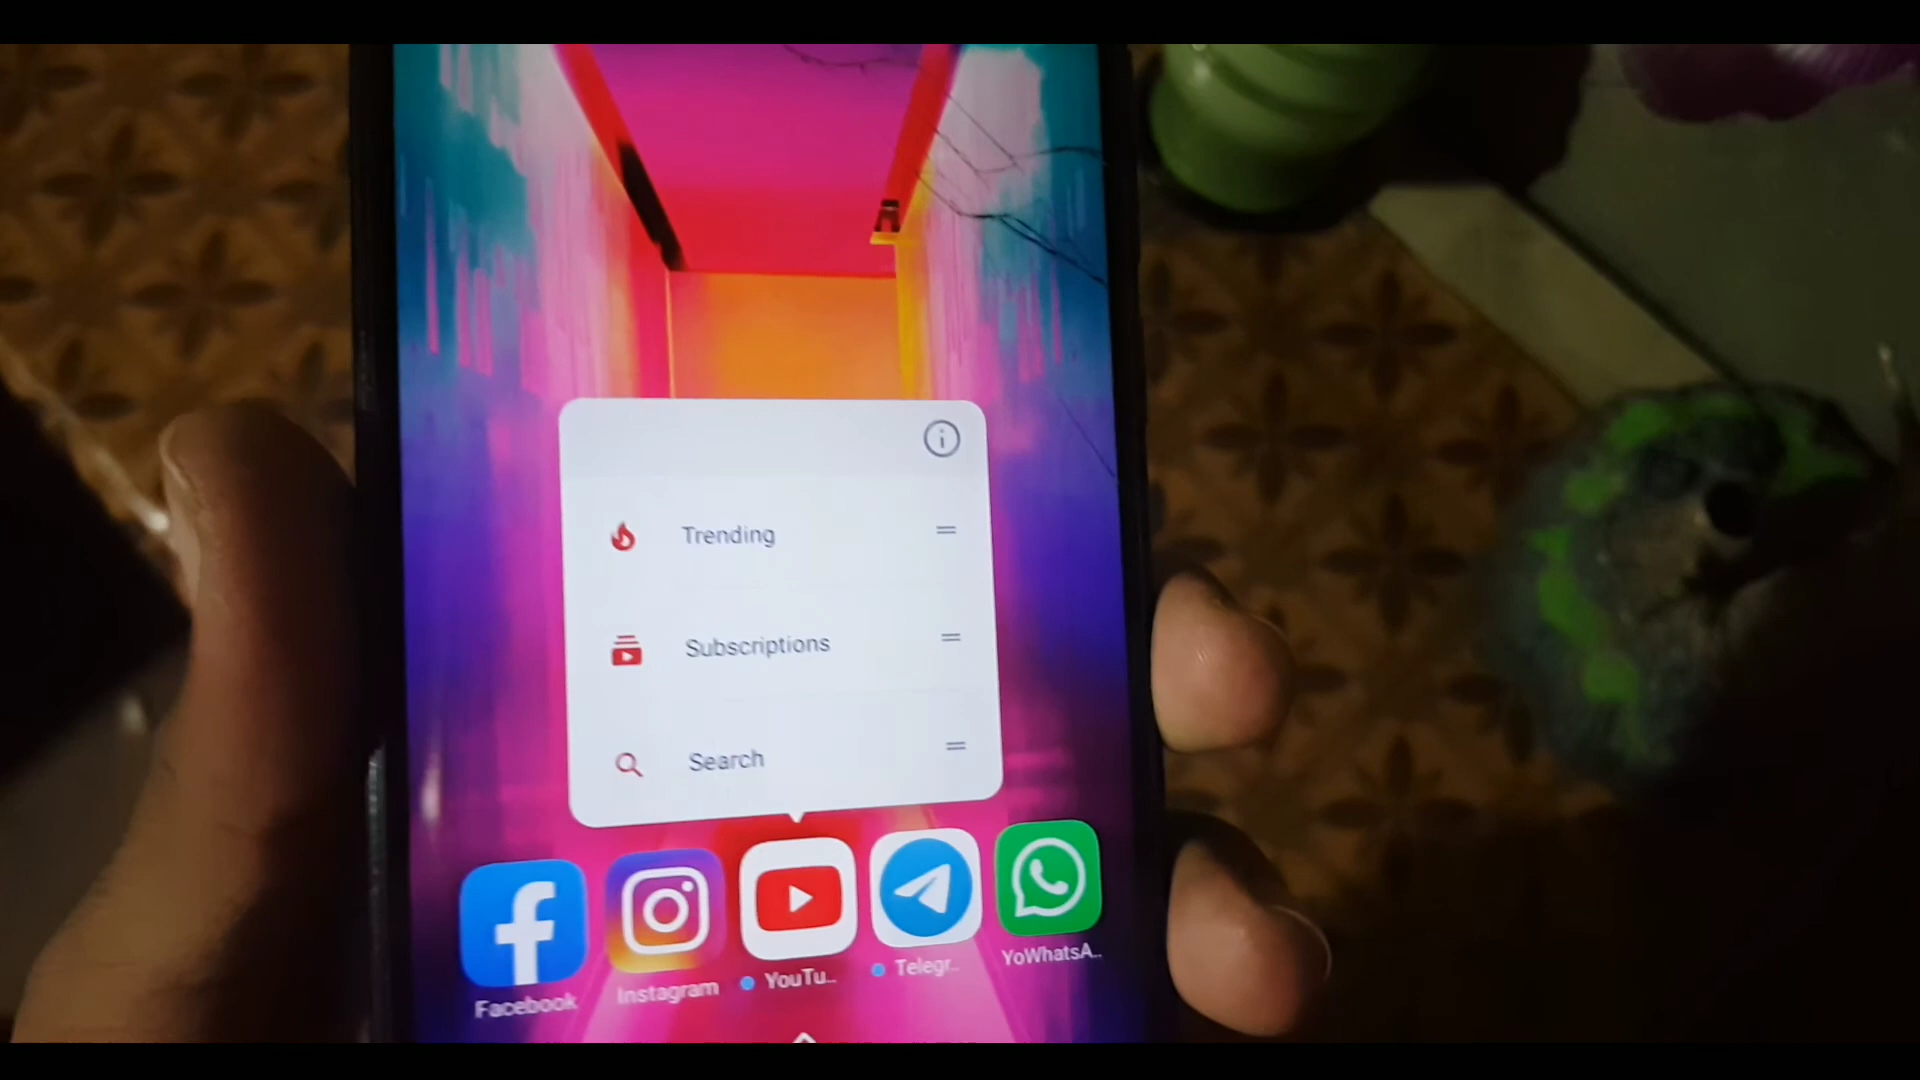 Trending
Subscriptions
Search
Facebook
Instagram
YouTu..
Telegr..
YoWhatsA..